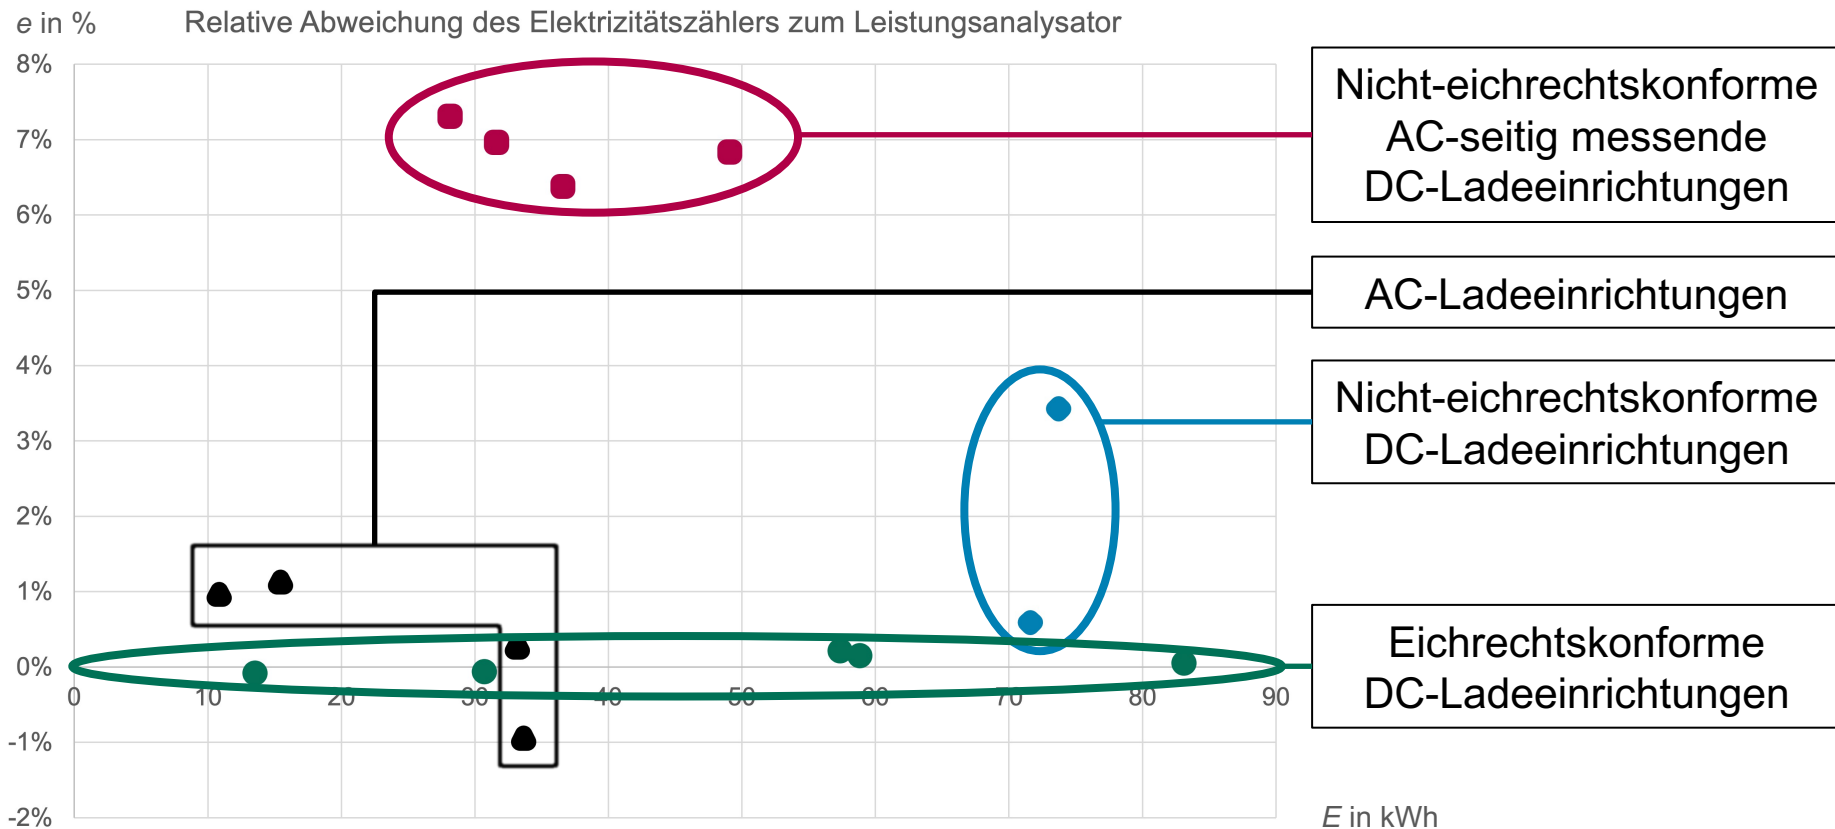 e in %
Relative Abweichung des Elektrizitätszählers zum Leistungsanalysator
8%
7%
6%
5%
4%
3%
2%
1%
0%
-1%
-2%
0 10 20 30 40 50 60 70 80 90
E in kWh
Nicht-eichrechtskonforme
AC-seitig messende
DC-Ladeeinrichtungen
AC-Ladeeinrichtungen
Nicht-eichrechtskonforme
DC-Ladeeinrichtungen
Eichrechtskonforme
DC-Ladeeinrichtungen